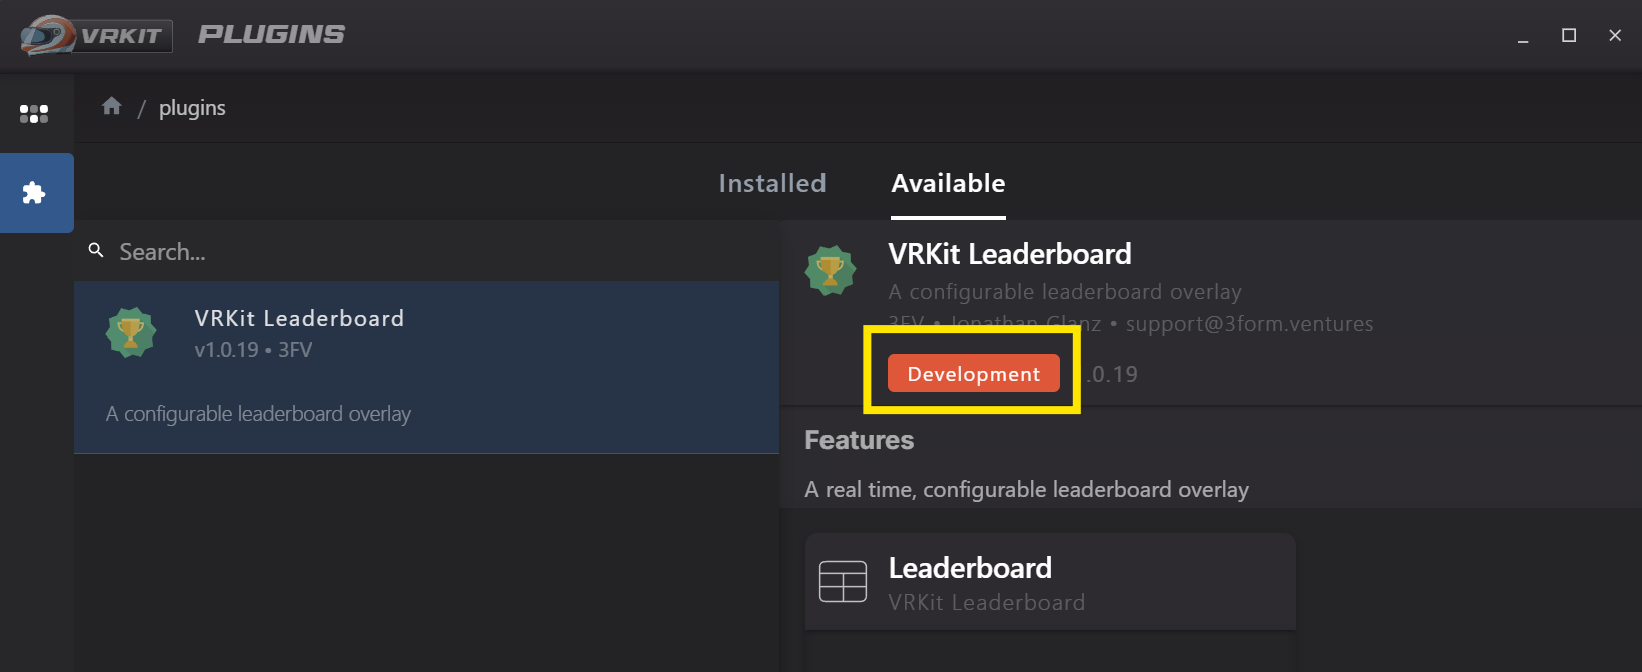 VRKIT PLUGINS
/ plugins
Installed Available
Search...
VRKit Leaderboard
v1.0.19 • 3FV
A configurable leaderboard overlay
VRKit Leaderboard
A configurable leaderboard overlay
3FV • Jonathan Glanz • support@3form.ventures
Development .0.19
Features
A real time, configurable leaderboard overlay
Leaderboard
VRKit Leaderboard